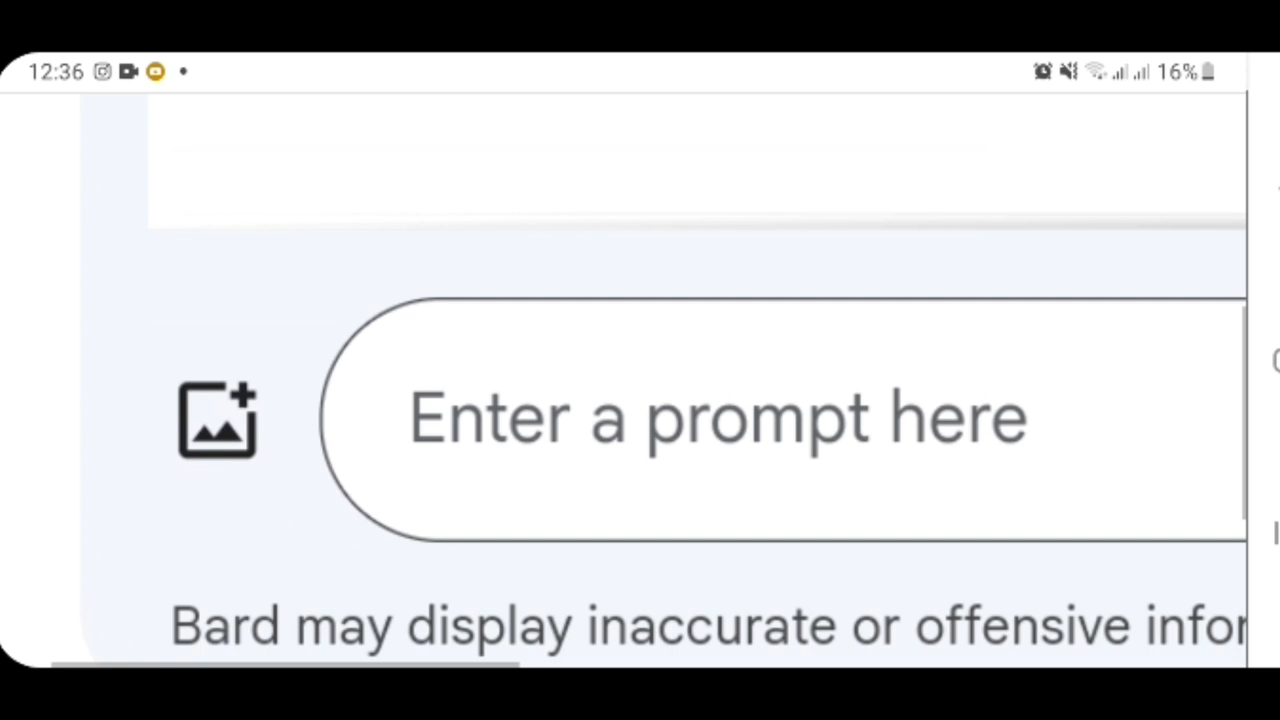 12:36 16%
Enter a prompt here
Bard may display inaccurate or offensive infor